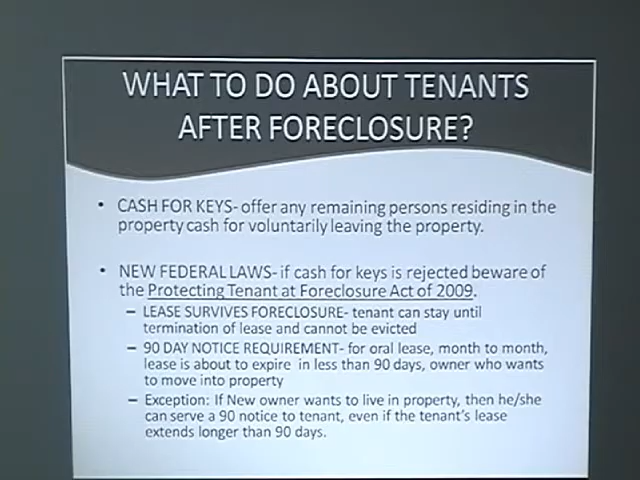 WHAT TO DO ABOUT TENANTS
AFTER FORECLOSURE?
• CASH FOR KEYS- offer any remaining persons residing in the
property cash for voluntarily leaving the property.
• NEW FEDERAL LAWS- if cash for keys is rejected beware of
the Protecting Tenant at Foreclosure Act of 2009.
– LEASE SURVIVES FORECLOSURE- tenant can stay until
termination of lease and cannot be evicted
– 90 DAY NOTICE REQUIREMENT- for oral lease, month to month,
lease is about to expire in less than 90 days, owner who wants
to move into property
– Exception: If New owner wants to live in property, then he/she
can serve a 90 notice to tenant, even if the tenant's lease
extends longer than 90 days.